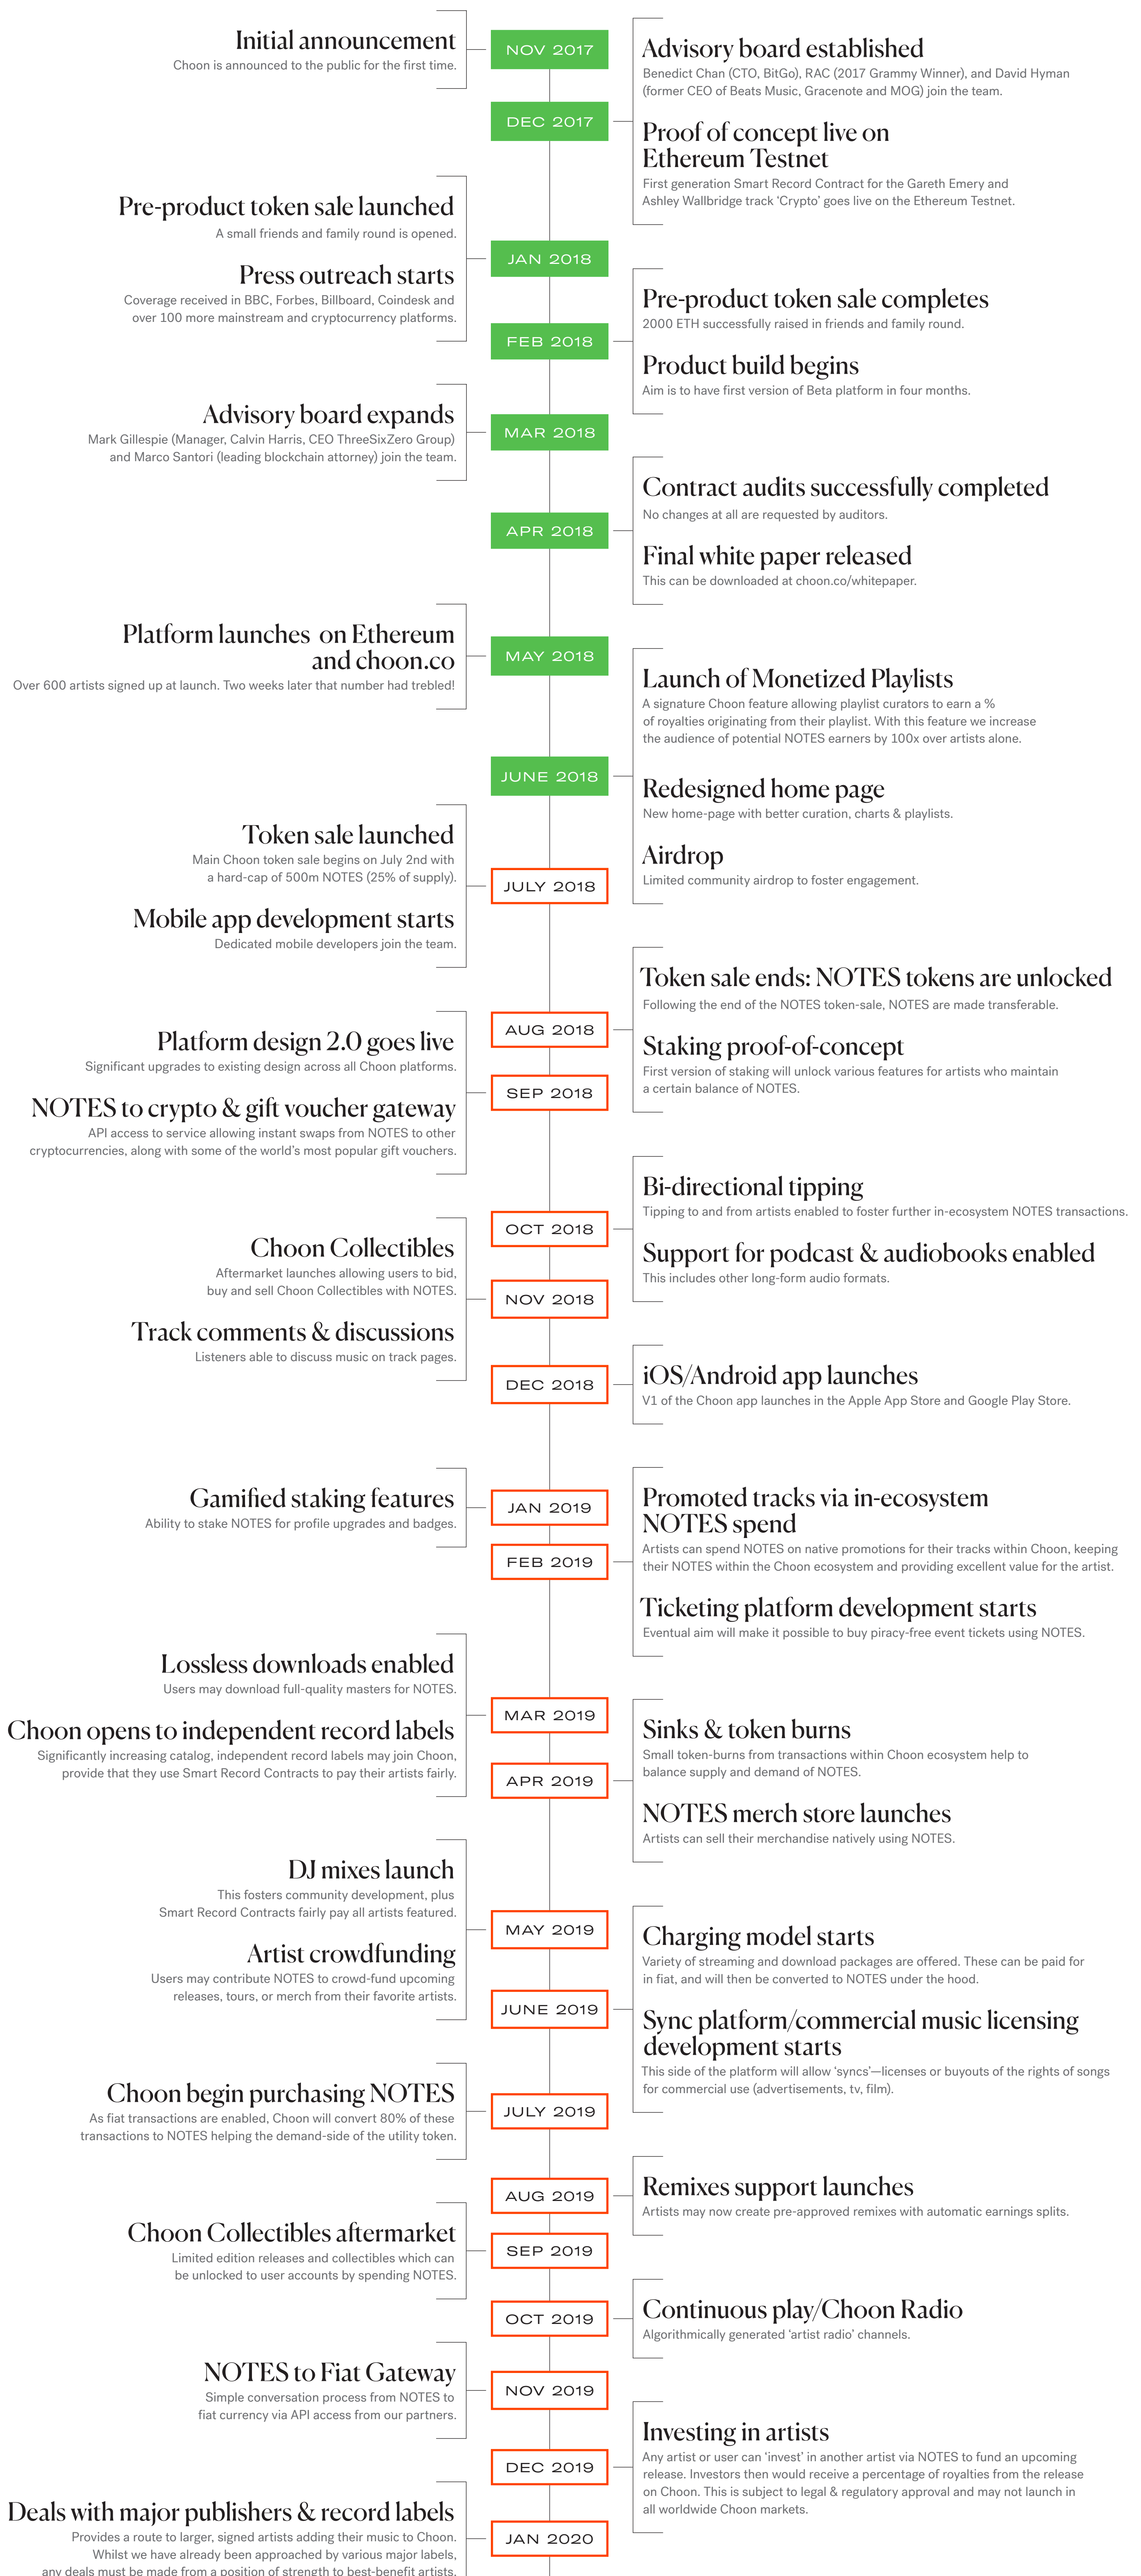 NOV 2017
Initial announcement
Choon is announced to the public for the first time.
DEC 2017
Advisory board established
Benedict Chan (CTO, BitGo), RAC (2017 Grammy Winner), and David Hyman
(former CEO of Beats Music, Gracenote and MOG) join the team.
Proof of concept live on
Ethereum Testnet
First generation Smart Record Contract for the Gareth Emery and
Ashley Wallbridge track ‘Crypto’ goes live on the Ethereum Testnet.
JAN 2018
Pre-product token sale launched
A small friends and family round is opened.
Press outreach starts
Coverage received in BBC, Forbes, Billboard, Coindesk and
over 100 more mainstream and cryptocurrency platforms.
FEB 2018
Pre-product token sale completes
2000 ETH successfully raised in friends and family round.
Product build begins
Aim is to have first version of Beta platform in four months.
MAR 2018
Advisory board expands
Mark Gillespie (Manager, Calvin Harris, CEO ThreeSixZero Group)
and Marco Santori (leading blockchain attorney) join the team.
APR 2018
Contract audits successfully completed
No changes at all are requested by auditors.
Final white paper released
This can be downloaded at choon.co/whitepaper.
MAY 2018
Platform launches on Ethereum
and choon.co
Over 600 artists signed up at launch. Two weeks later that number had trebled!
JUNE 2018
Launch of Monetized Playlists
A signature Choon feature allowing playlist curators to earn a %
of royalties originating from their playlist. With this feature we increase
the audience of potential NOTES earners by 100x over artists alone.
Redesigned home page
New home-page with better curation, charts & playlists.
Airdrop
Limited community airdrop to foster engagement.
JULY 2018
Token sale launched
Main Choon token sale begins on July 2nd with
a hard-cap of 500m NOTES (25% of supply).
Mobile app development starts
Dedicated mobile developers join the team.
AUG 2018
Token sale ends: NOTES tokens are unlocked
Following the end of the NOTES token-sale, NOTES are made transferable.
Staking proof-of-concept
First version of staking will unlock various features for artists who maintain
a certain balance of NOTES.
SEP 2018
Platform design 2.0 goes live
Significant upgrades to existing design across all Choon platforms.
NOTES to crypto & gift voucher gateway
API access to service allowing instant swaps from NOTES to other
cryptocurrencies, along with some of the world’s most popular gift vouchers.
OCT 2018
Bi-directional tipping
Tipping to and from artists enabled to foster further in-ecosystem NOTES transactions.
Support for podcast & audiobooks enabled
This includes other long-form audio formats.
NOV 2018
Choon Collectibles
Aftermarket launches allowing users to bid,
buy and sell Choon Collectibles with NOTES.
Track comments & discussions
Listeners able to discuss music on track pages.
DEC 2018
iOS/Android app launches
V1 of the Choon app launches in the Apple App Store and Google Play Store.
JAN 2019
Gamified staking features
Ability to stake NOTES for profile upgrades and badges.
FEB 2019
Promoted tracks via in-ecosystem
NOTES spend
Artists can spend NOTES on native promotions for their tracks within Choon, keeping
their NOTES within the Choon ecosystem and providing excellent value for the artist.
Ticketing platform development starts
Eventual aim will make it possible to buy piracy-free event tickets using NOTES.
MAR 2019
Lossless downloads enabled
Users may download full-quality masters for NOTES.
Choon opens to independent record labels
Significantly increasing catalog, independent record labels may join Choon,
provide that they use Smart Record Contracts to pay their artists fairly.
APR 2019
Sinks & token burns
Small token-burns from transactions within Choon ecosystem help to
balance supply and demand of NOTES.
NOTES merch store launches
Artists can sell their merchandise natively using NOTES.
MAY 2019
DJ mixes launch
This fosters community development, plus
Smart Record Contracts fairly pay all artists featured.
Artist crowdfunding
Users may contribute NOTES to crowd-fund upcoming
releases, tours, or merch from their favorite artists.
JUNE 2019
Charging model starts
Variety of streaming and download packages are offered. These can be paid for
in fiat, and will then be converted to NOTES under the hood.
Sync platform/commercial music licensing
development starts
This side of the platform will allow ‘syncs’—licenses or buyouts of the rights of songs
for commercial use (advertisements, tv, film).
JULY 2019
Choon begin purchasing NOTES
As fiat transactions are enabled, Choon will convert 80% of these
transactions to NOTES helping the demand-side of the utility token.
AUG 2019
Remixes support launches
Artists may now create pre-approved remixes with automatic earnings splits.
SEP 2019
Choon Collectibles aftermarket
Limited edition releases and collectibles which can
be unlocked to user accounts by spending NOTES.
OCT 2019
Continuous play/Choon Radio
Algorithmically generated ‘artist radio’ channels.
NOV 2019
NOTES to Fiat Gateway
Simple conversation process from NOTES to
fiat currency via API access from our partners.
DEC 2019
Investing in artists
Any artist or user can ‘invest’ in another artist via NOTES to fund an upcoming
release. Investors then would receive a percentage of royalties from the release
on Choon. This is subject to legal & regulatory approval and may not launch in
all worldwide Choon markets.
JAN 2020
Deals with major publishers & record labels
Provides a route to larger, signed artists adding their music to Choon.
Whilst we have already been approached by various major labels,
any deals must be made from a position of strength to best-benefit artists.